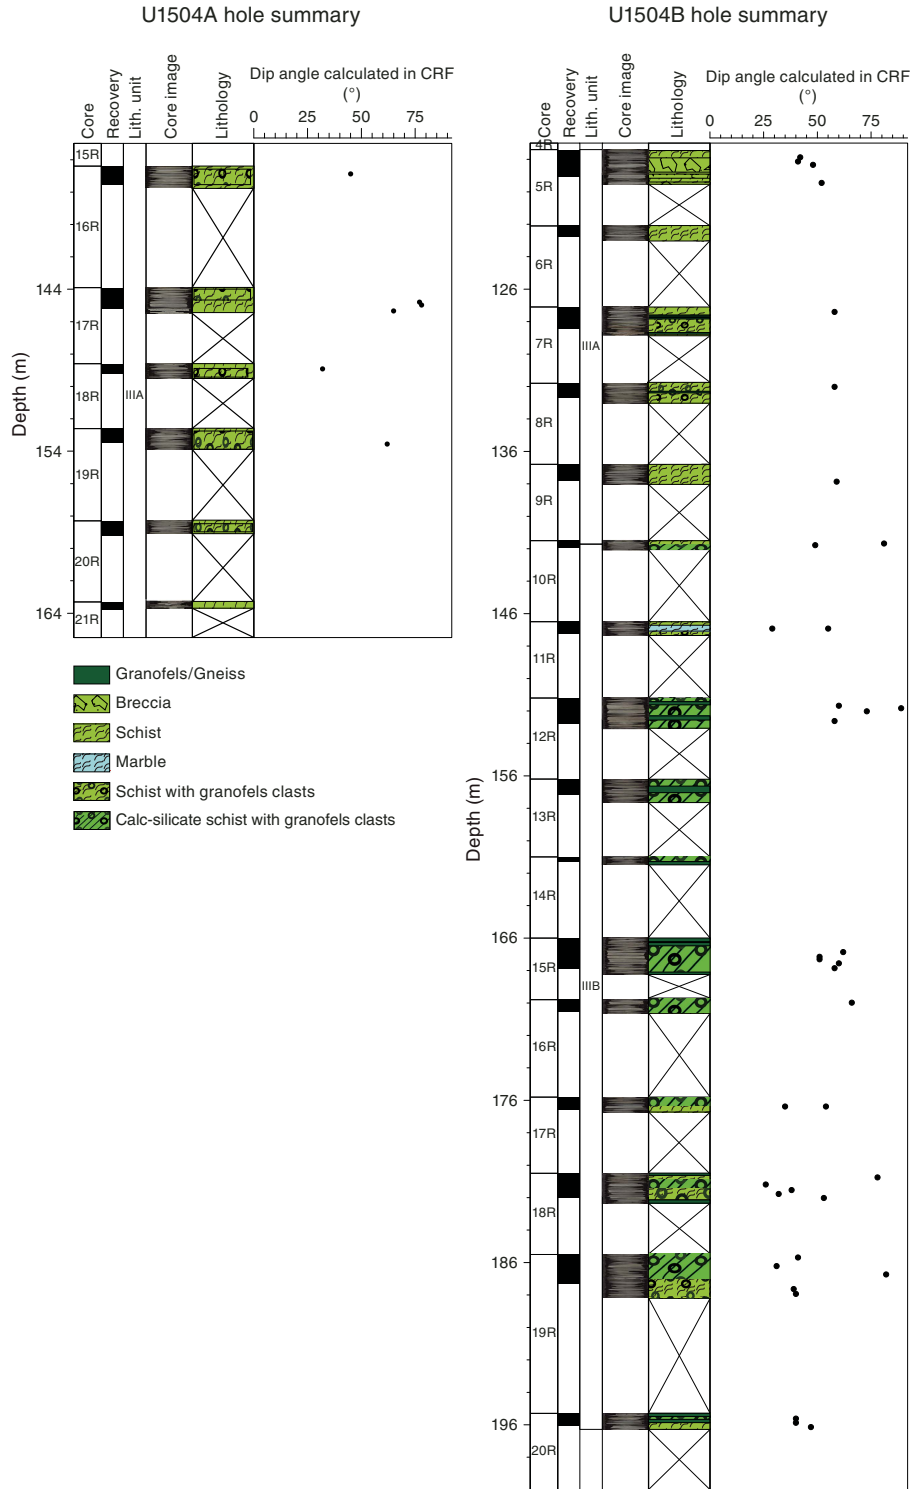 U1504A hole summary
Core
Recovery
Lith. unit
Core image
Lithology
Dip angle calculated in CRF
(°)
0 25 50 75
15R
16R
144
17R
18R
IIIA
Depth (m)
154
19R
20R
164
21R
Granofels/Gneiss
Breccia
Schist
Marble
Schist with granofels clasts
Calc-silicate schist with granofels clasts
U1504B hole summary
Core
Recovery
Lith. unit
Core image
Lithology
Dip angle calculated in CRF
(°)
0 25 50 75
4R
5R
6R
126
7R
IIIA
8R
136
9R
10R
146
11R
12R
156
Depth (m)
13R
14R
166
15R
IIIB
16R
176
17R
18R
186
19R
196
20R